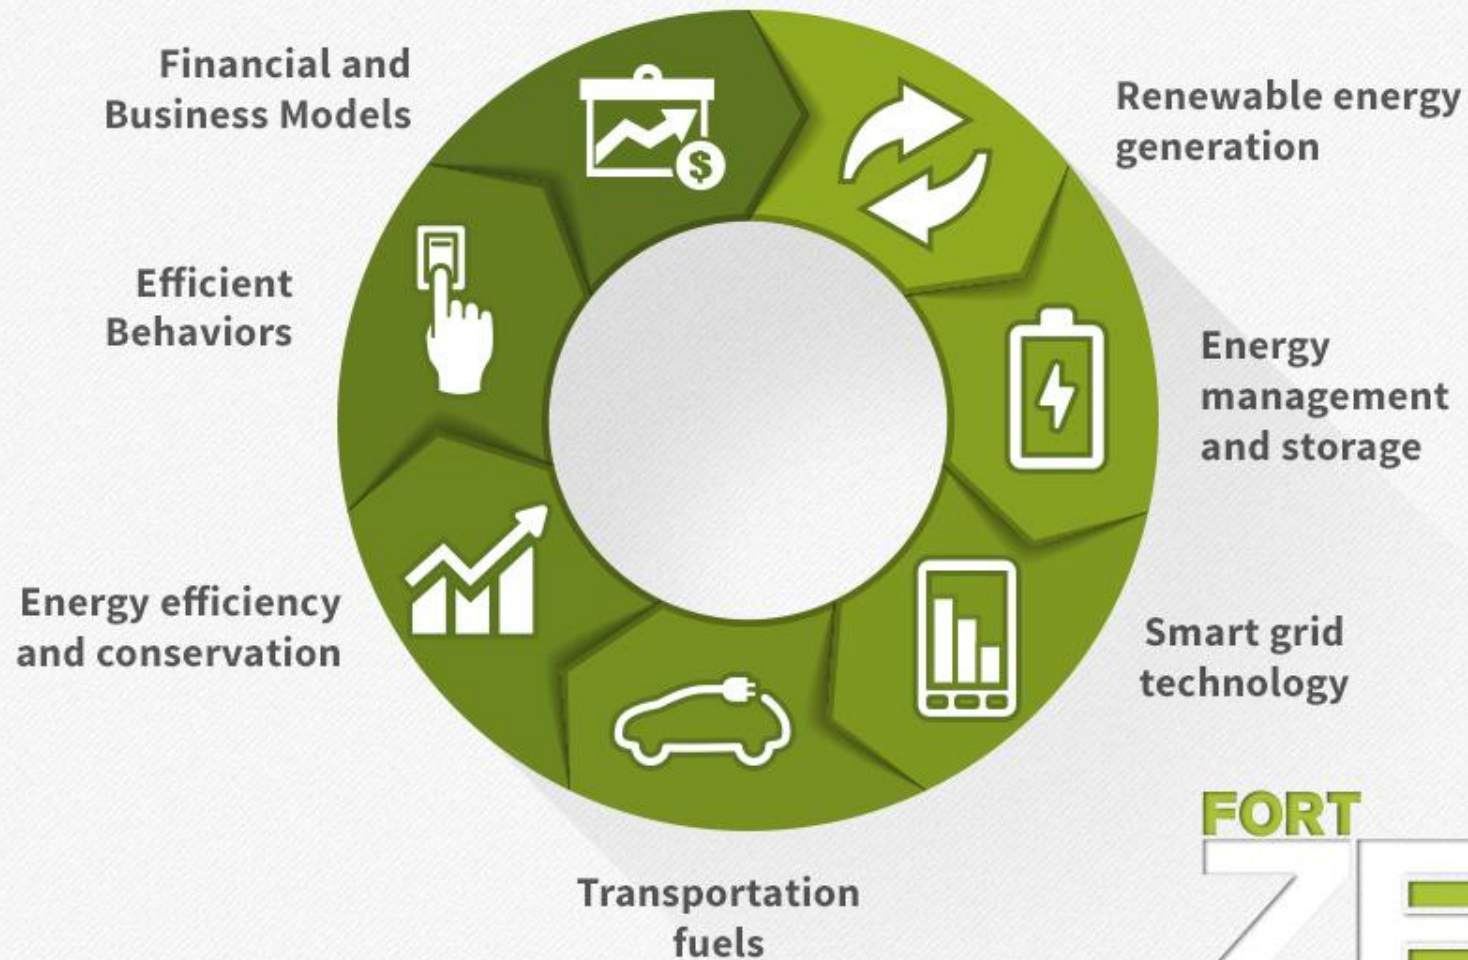 Financial and
Business Models
Renewable energy
generation
Efficient
Behaviors
Energy
management
and storage
Energy efficiency
and conservation
Smart grid
technology
Transportation
fuels
FORT
ZE
$